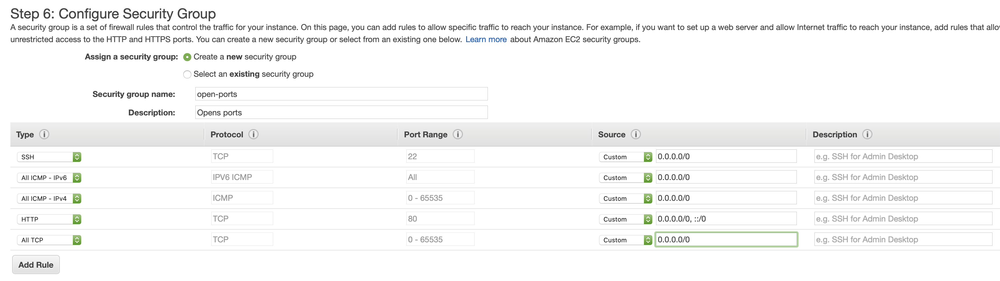 Step 6: Configure Security Group
A security group is a set of firewall rules that control the traffic for your instance. On this page, you can add rules to allow specific traffic to reach your instance. For example, if you want to set up a web server and allow Internet traffic to reach your instance, add rules that allo
unrestricted access to the HTTP and HTTPS ports. You can create a new security group or select from an existing one below. Learn more about Amazon EC2 security groups.
Assign a security group: Create a new security group
Select an existing security group
Security group name: open-ports
Description: Opens ports
Type i Protocol i Port Range i Source i Description i
SSH TCP 22 Custom 0.0.0.0/0 e.g. SSH for Admin Desktop
All ICMP - IPv6 IPV6 ICMP All Custom 0.0.0.0/0 e.g. SSH for Admin Desktop
All ICMP - IPv4 ICMP 0 - 65535 Custom 0.0.0.0/0 e.g. SSH for Admin Desktop
HTTP TCP 80 Custom 0.0.0.0/0, ::/0 e.g. SSH for Admin Desktop
All TCP TCP 0 - 65535 Custom 0.0.0.0/0 e.g. SSH for Admin Desktop
Add Rule